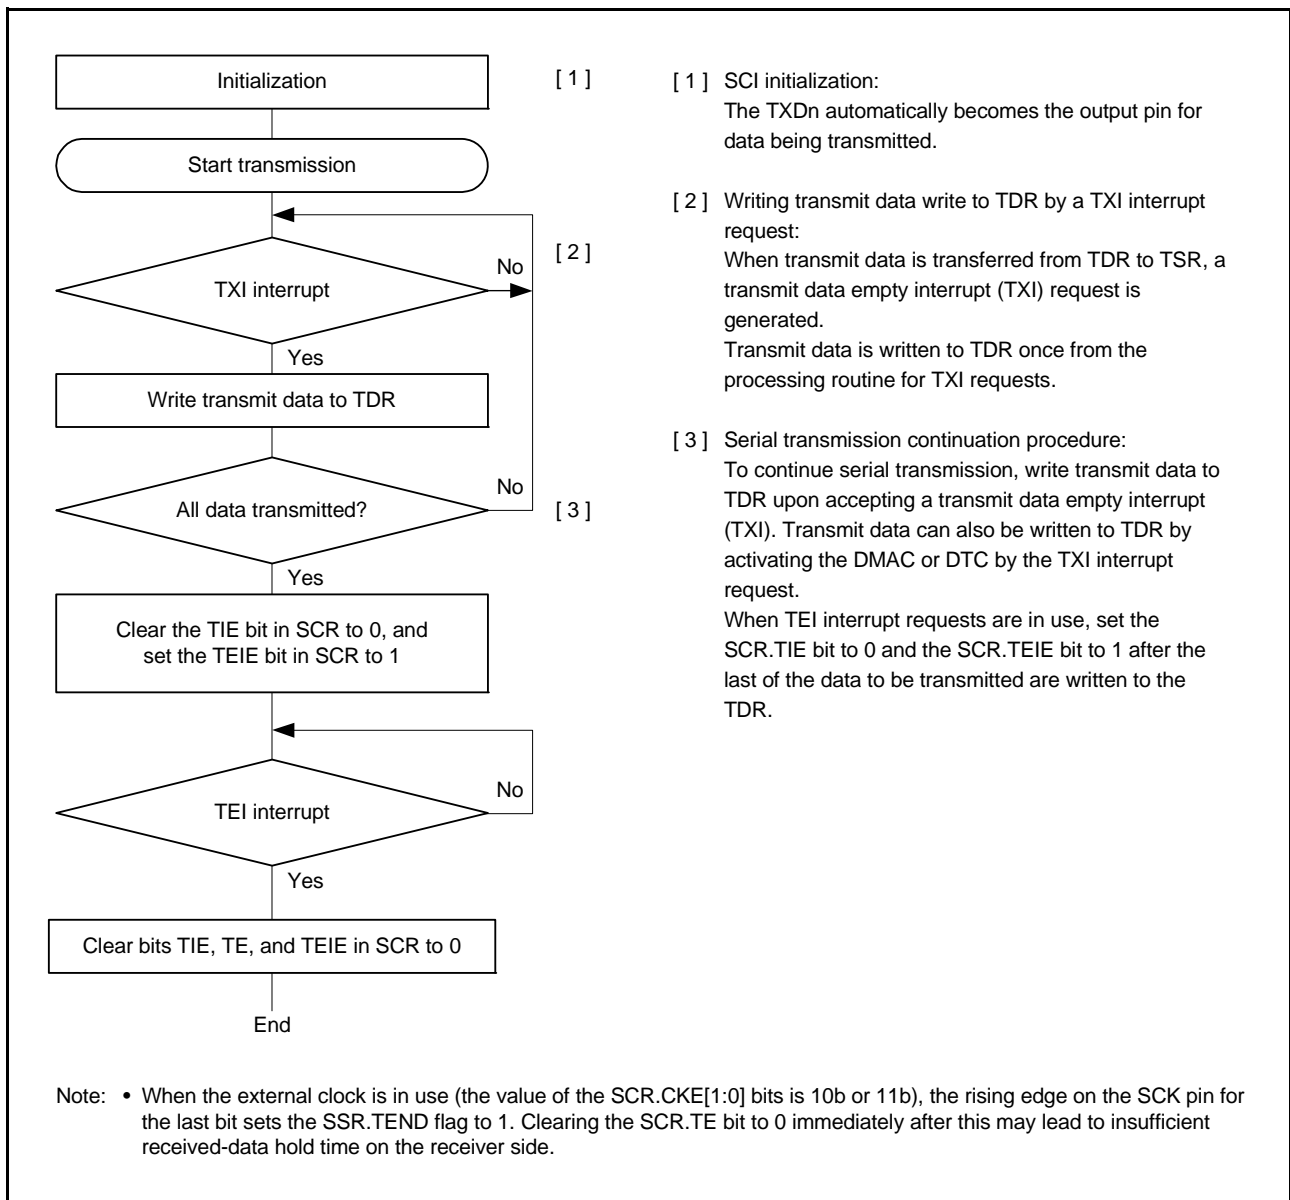 Initialization
[ 1 ]
Start transmission
[ 2 ]
No
TXI interrupt
Yes
Write transmit data to TDR
No
All data transmitted?
[ 3 ]
Yes
Clear the TIE bit in SCR to 0, and
set the TEIE bit in SCR to 1
No
TEI interrupt
Yes
Clear bits TIE, TE, and TEIE in SCR to 0
End
[ 1 ] SCI initialization:
The TXDn automatically becomes the output pin for
data being transmitted.
[ 2 ] Writing transmit data write to TDR by a TXI interrupt
request:
When transmit data is transferred from TDR to TSR, a
transmit data empty interrupt (TXI) request is
generated.
Transmit data is written to TDR once from the
processing routine for TXI requests.
[ 3 ] Serial transmission continuation procedure:
To continue serial transmission, write transmit data to
TDR upon accepting a transmit data empty interrupt
(TXI). Transmit data can also be written to TDR by
activating the DMAC or DTC by the TXI interrupt
request.
When TEI interrupt requests are in use, set the
SCR.TIE bit to 0 and the SCR.TEIE bit to 1 after the
last of the data to be transmitted are written to the
TDR.
Note: • When the external clock is in use (the value of the SCR.CKE[1:0] bits is 10b or 11b), the rising edge on the SCK pin for
the last bit sets the SSR.TEND flag to 1. Clearing the SCR.TE bit to 0 immediately after this may lead to insufficient
received-data hold time on the receiver side.